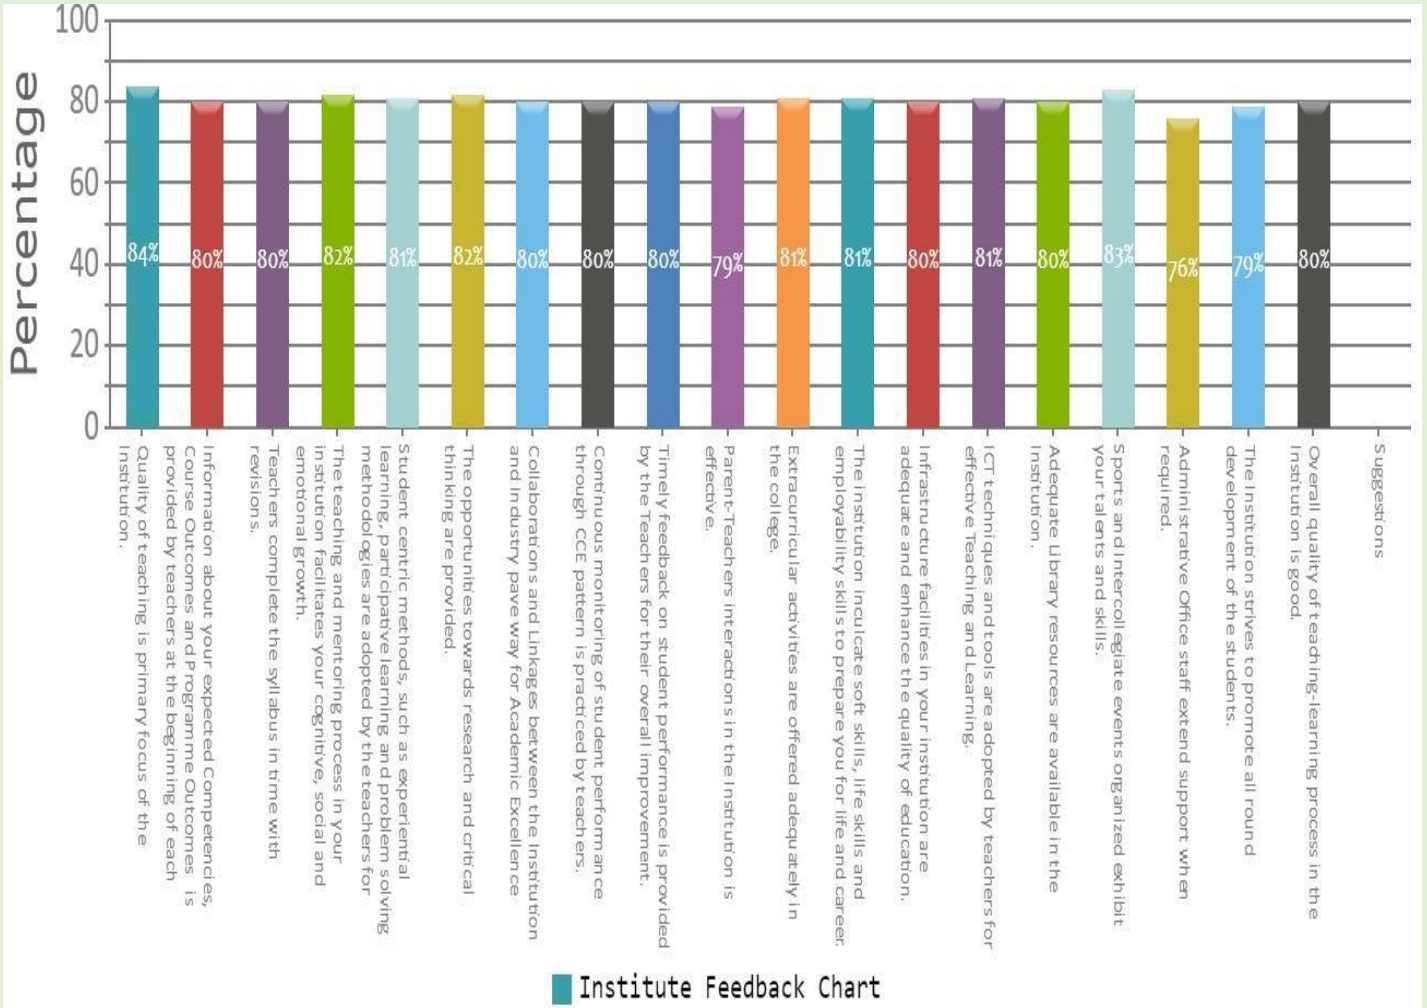 Percentage
100
80
60
40
20
0
84%
80%
80%
82%
81%
82%
80%
80%
80%
79%
81%
81%
80%
81%
80%
83%
76%
79%
80%
Quality of teaching is primary focus of the
Institution.
Information about your expected Competencies,
Course Outcomes and Programme Outcomes is
provided by teachers at the beginning of each
Teachers complete the syllabus in time with
revisions.
The teaching and mentoring process in your
institution facilitates your cognitive, social and
emotional growth.
Student centric methods, such as experiential
learning, participative learning and problem solving
methodologies are adopted by the teachers for
The opportunities towards research and critical
thinking are provided.
Collaborations and Linkages between the Institution
and Industry pave way for Academic Excellence
Continuous monitoring of student performance
through CCE pattern is practiced by teachers.
Timely feedback on student performance is provided
by the Teachers for their overall improvement.
Parent-Teachers interactions in the Institution is
effective.
Extracurricular activities are offered adequately in
the college.
The institution inculcate soft skills, life skills and
employability skills to prepare you for life and career.
Infrastructure facilities in your institution are
adequate and enhance the quality of education.
ICT techniques and tools are adopted by teachers for
effective Teaching and Learning.
Adequate Library resources are available in the
Institution.
Sports and Intercollegiate events organized exhibit
your talents and skills.
Administrative Office staff extend support when
required.
The Institution strives to promote all round
development of the students.
Overall quality of teaching-learning process in the
Institution is good.
Suggestions
Institute Feedback Chart